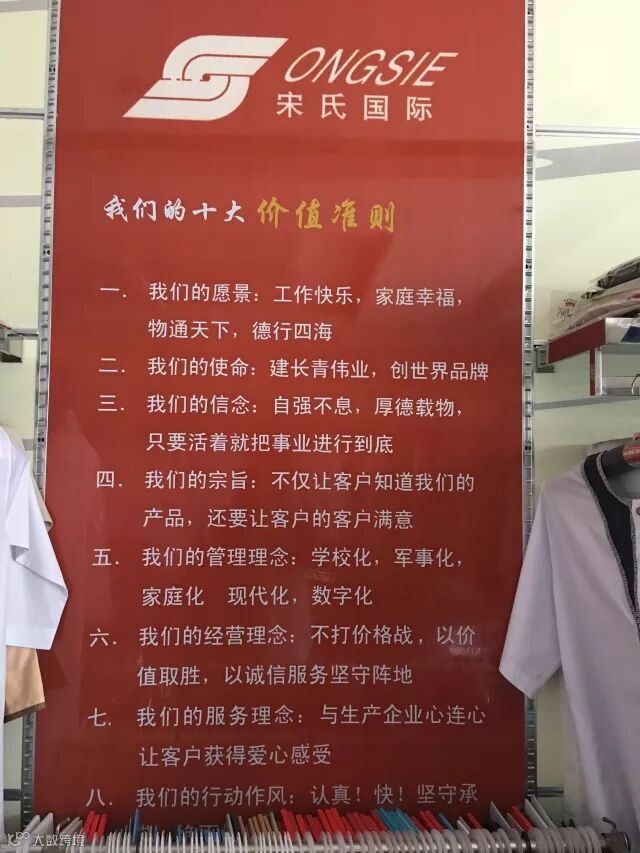 SONGSIE
宋氏国际
我们的十大 价值准则
一． 我们的愿景：工作快乐，家庭幸福，
物通天下，德行四海
二． 我们的使命：建长青伟业，创世界品牌
三． 我们的信念：自强不息，厚德载物，
只要活着就把事业进行到底
四． 我们的宗旨：不仅让客户知道我们的
产品，还要让客户的客户满意
五． 我们的管理理念：学校化，军事化，
家庭化 现代化，数字化
六． 我们的经营理念：不打价格战，以价
值取胜，以诚信服务坚守阵地
七． 我们的服务理念：与生产企业心连心
让客户获得爱心感受
八． 我们的行动作风：认真！快！坚守承
大数跨境